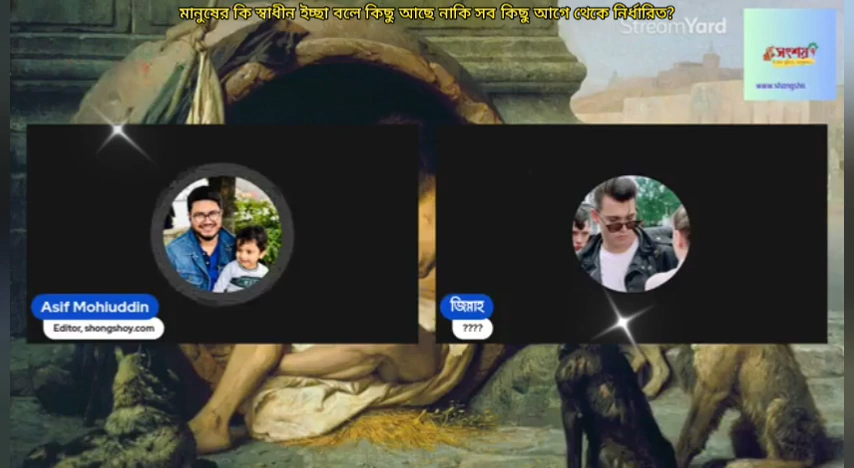 মানুষের কি স্বাধীন ইচ্ছা বলে কিছু আছে নাকি সব কিছু আগে থেকে নির্ধারিত?
StreamYard
সংশয়
Asif Mohiuddin
Editor, shongshoy.com
জিন্নাহ
????